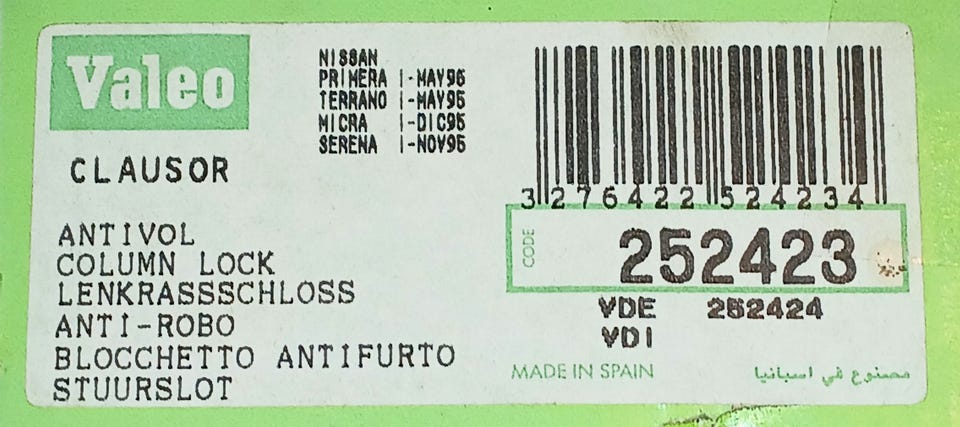 Valeo
CLAUSOR
ANTIVOL
COLUMN LOCK
LENKRASSSCHLOSS
ANTI-ROBO
BLOCCHETTO ANTIFURTO
STUURSLOT
NISSAN
PRIMERA I-MAY96
TERRANO I-MAY96
MICRA I-DIC95
SERENA I-NOV95
3 276422 524234
CODE
252423
VDE 252424
VDI
MADE IN SPAIN
مصنوع في اسبانيا